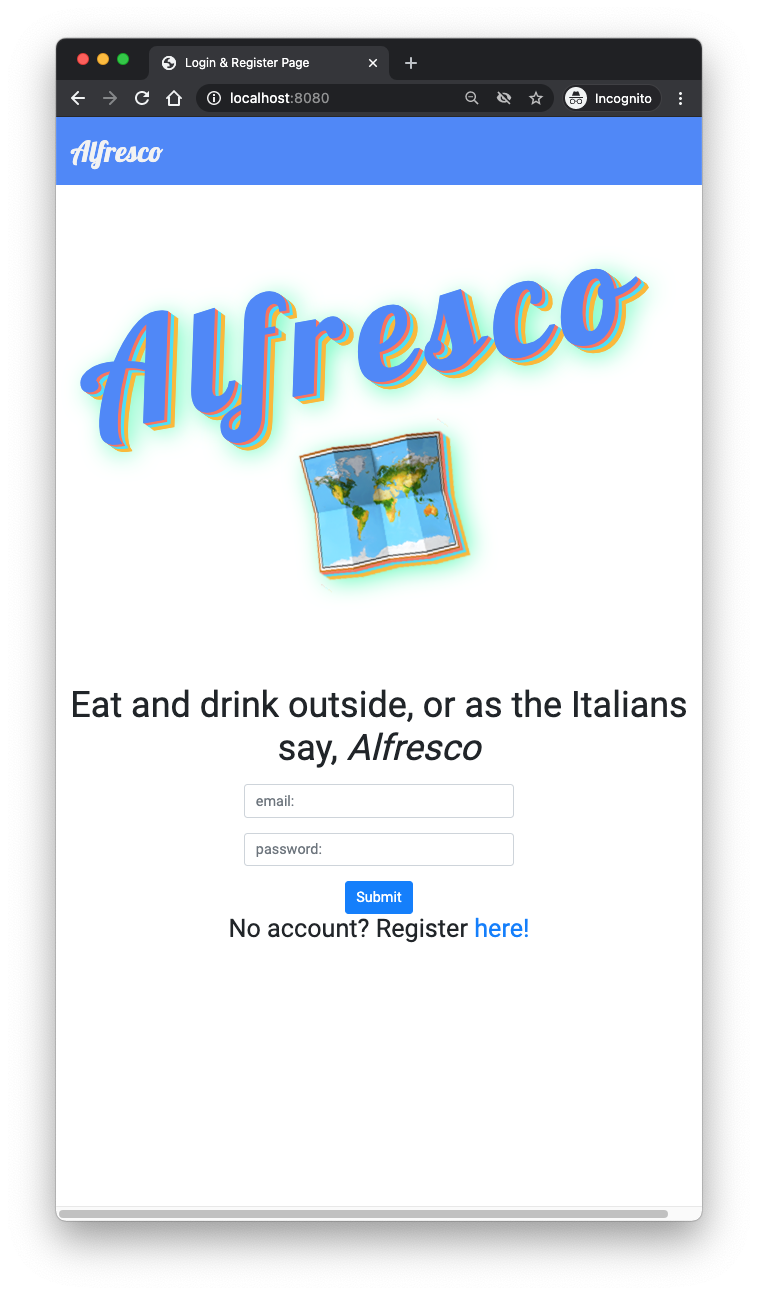 Login & Register Page
localhost:8080
Incognito
Alfresco
Alfresco
Eat and drink outside, or as the Italians
say, Alfresco
email:
password:
Submit
No account? Register here!